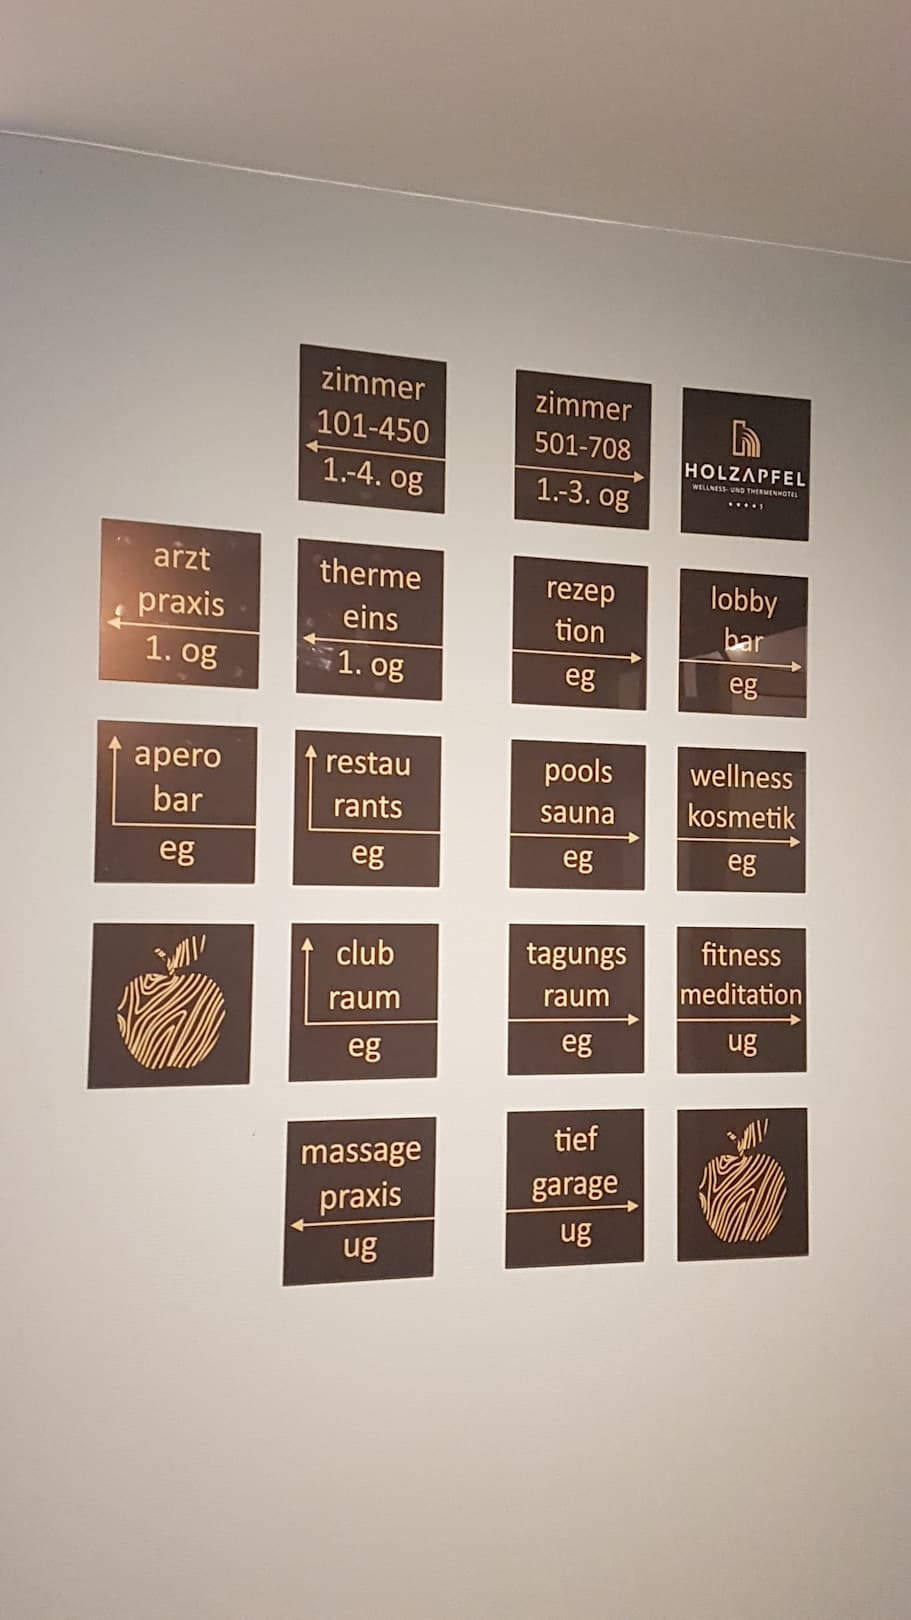 zimmer
101-450
1.-4. og
zimmer
501-708
1.-3. og
HOLZAPFEL
WELLNESS- UND THERMENHOTEL
arzt
praxis
1. og
therme
eins
1. og
rezep
tion
eg
lobby
bar
eg
apero
bar
eg
restau
rants
eg
pools
sauna
eg
wellness
kosmetik
eg
club
raum
eg
tagungs
raum
eg
fitness
meditation
ug
massage
praxis
ug
tief
garage
ug